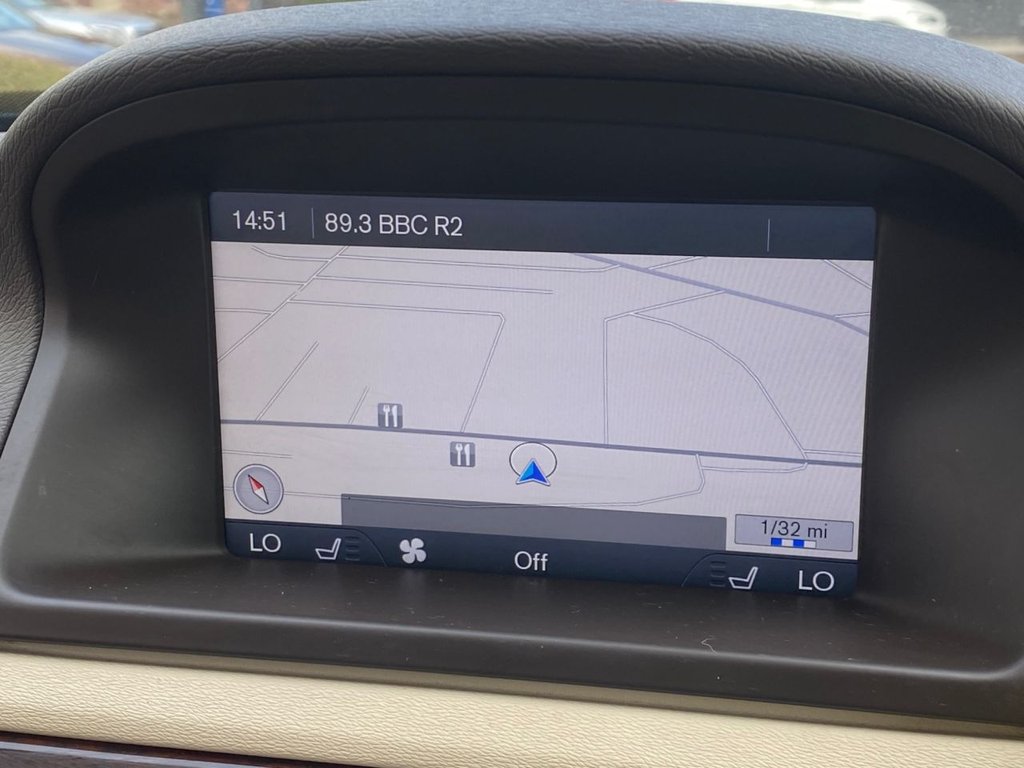 14:51 89.3 BBC R2
1/32 mi
LO Off LO